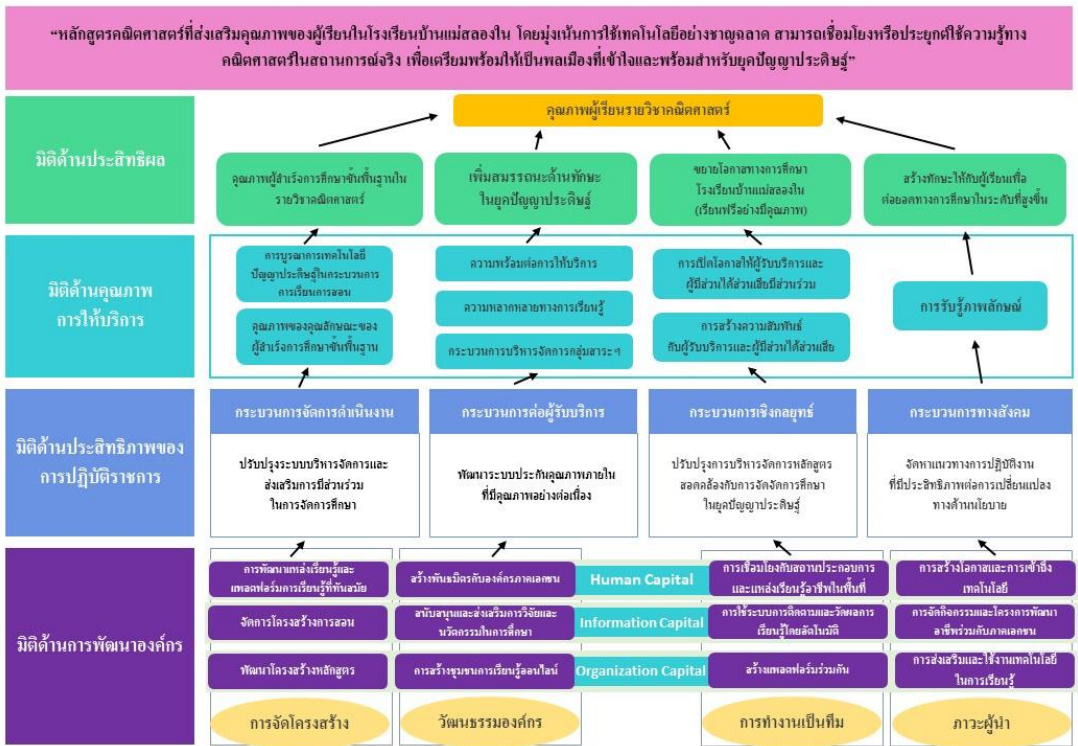 “หลักสูตรคณิตศาสตร์ที่ส่งเสริมคุณภาพของผู้เรียนในโรงเรียนบ้านแม่สลองใน โดยมุ่งเน้นการใช้เทคโนโลยีอย่างชาญฉลาด สามารถเชื่อมโยงหรือประยุกต์ใช้ความรู้ทาง
คณิตศาสตร์ในสถานการณ์จริง เพื่อเตรียมพร้อมให้เป็นพลเมืองที่เข้าใจและพร้อมสำหรับยุคปัญญาประดิษฐ์”
คุณภาพผู้เรียนรายวิชาคณิตศาสตร์
มิติด้านประสิทธิผล
คุณภาพผู้สำเร็จการศึกษาขั้นพื้นฐานใน
รายวิชาคณิตศาสตร์
เพิ่มสมรรถนะด้านทักษะ
ในยุคปัญญาประดิษฐ์
ขยายโอกาสทางการศึกษา
โรงเรียนบ้านแม่สลองใน
(เรียนฟรีอย่างมีคุณภาพ)
สร้างทักษะให้กับผู้เรียนเพื่อ
ต่อยอดทางการศึกษาในระดับที่สูงขึ้น
มิติด้านคุณภาพ
การให้บริการ
การบูรณาการเทคโนโลยี
ปัญญาประดิษฐ์ในกระบวนการ
การเรียนการสอน
คุณภาพของคุณลักษณะของ
ผู้สำเร็จการศึกษาขั้นพื้นฐาน
ความพร้อมต่อการให้บริการ
ความหลากหลายทางการเรียนรู้
กระบวนการบริหารจัดการกลุ่มสาระฯ
การเปิดโอกาสให้ผู้รับบริการและ
ผู้มีส่วนได้ส่วนเสียมีส่วนร่วม
การสร้างความสัมพันธ์
กับผู้รับบริการและผู้มีส่วนได้ส่วนเสีย
การรับรู้ภาพลักษณ์
มิติด้านประสิทธิภาพของ
การปฏิบัติราชการ
กระบวนการจัดการดำเนินงาน
ปรับปรุงระบบบริหารจัดการและ
ส่งเสริมการมีส่วนร่วม
ในการจัดการศึกษา
กระบวนการต่อผู้รับบริการ
พัฒนาระบบประกันคุณภาพภายใน
ที่มีคุณภาพอย่างต่อเนื่อง
กระบวนการเชิงกลยุทธ์
ปรับปรุงการบริหารจัดการหลักสูตร
สอดคล้องกับการจัดจัดการศึกษา
ในยุคปัญญาประดิษฐ์
กระบวนการทางสังคม
จัดหาแนวทางการปฏิบัติงาน
ที่มีประสิทธิภาพต่อการเปลี่ยนแปลง
ทางด้านนโยบาย
มิติด้านการพัฒนาองค์กร
การพัฒนาแหล่งเรียนรู้และ
แพลตฟอร์มการเรียนรู้ที่ทันสมัย
สร้างพันธมิตรกับองค์กรภาคเอกชน
Human Capital
การเชื่อมโยงกับสถานประกอบการ
และแหล่งเรียนรู้อาชีพในพื้นที่
การสร้างโอกาสและการเข้าถึง
เทคโนโลยี
จัดการโครงสร้างการสอน
สนับสนุนและส่งเสริมการวิจัยและ
นวัตกรรมในการศึกษา
Information Capital
การใช้ระบบการติดตามและวัดผลการ
เรียนรู้โดยอัตโนมัติ
การจัดกิจกรรมและโครงการพัฒนา
อาชีพร่วมกับภาคเอกชน
พัฒนาโครงสร้างหลักสูตร
การสร้างชุมชนการเรียนรู้ออนไลน์
Organization Capital
สร้างแพลตฟอร์มร่วมกัน
การส่งเสริมและใช้งานเทคโนโลยี
ในการเรียนรู้
การจัดโครงสร้าง
วัฒนธรรมองค์กร
การทำงานเป็นทีม
ภาวะผู้นำ